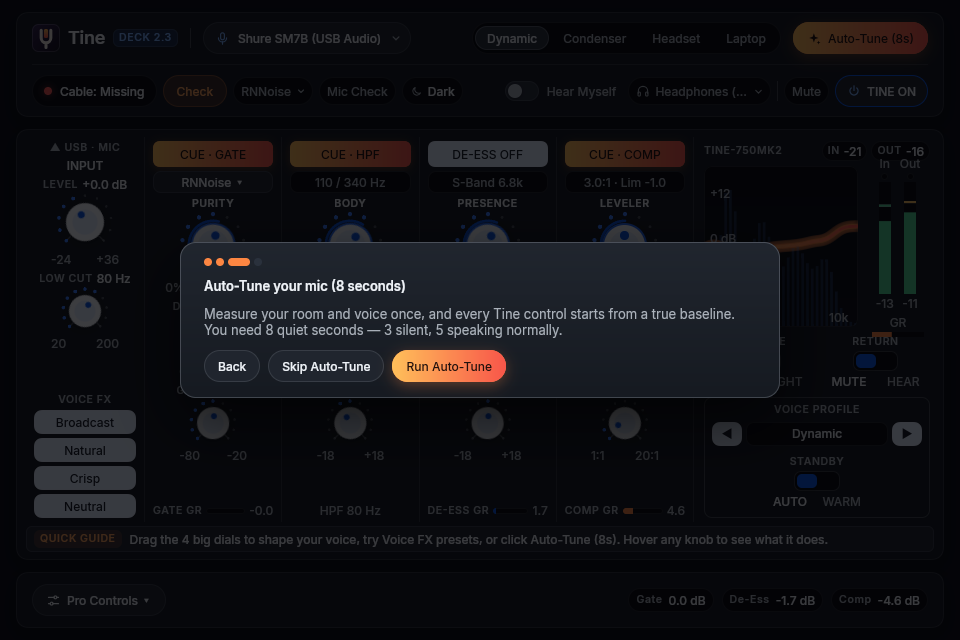 Tine DECK 2.3 Shure SM7B (USB Audio) Dynamic Condenser Headset Laptop Auto-Tune (8s)
Cable: Missing Check RNNoise Mic Check Dark Hear Myself Headphones (... Mute TINE ON
USB · MIC
INPUT
LEVEL +0.0 dB
-24 +36
LOW CUT 80 Hz
20 200
VOICE FX
Broadcast
Natural
Crisp
Neutral
CUE · GATE
RNNoise
PURITY
-80 -20
GATE GR -0.0
CUE · HPF
110 / 340 Hz
BODY
-18 +18
HPF 80 Hz
DE-ESS OFF
S-Band 6.8k
PRESENCE
-18 +18
DE-ESS GR 1.7
CUE · COMP
3.0:1 · Lim -1.0
LEVELER
1:1 20:1
COMP GR 4.6
TINE-750MK2 IN -21 OUT -16
In Out
+12
0 dB
10k
-13 -11
GR
RETURN
MUTE HEAR
VOICE PROFILE
Dynamic
STANDBY
AUTO WARM
Auto-Tune your mic (8 seconds)
Measure your room and voice once, and every Tine control starts from a true baseline.
You need 8 quiet seconds — 3 silent, 5 speaking normally.
Back Skip Auto-Tune Run Auto-Tune
QUICK GUIDE Drag the 4 big dials to shape your voice, try Voice FX presets, or click Auto-Tune (8s). Hover any knob to see what it does.
Pro Controls Gate 0.0 dB De-Ess -1.7 dB Comp -4.6 dB